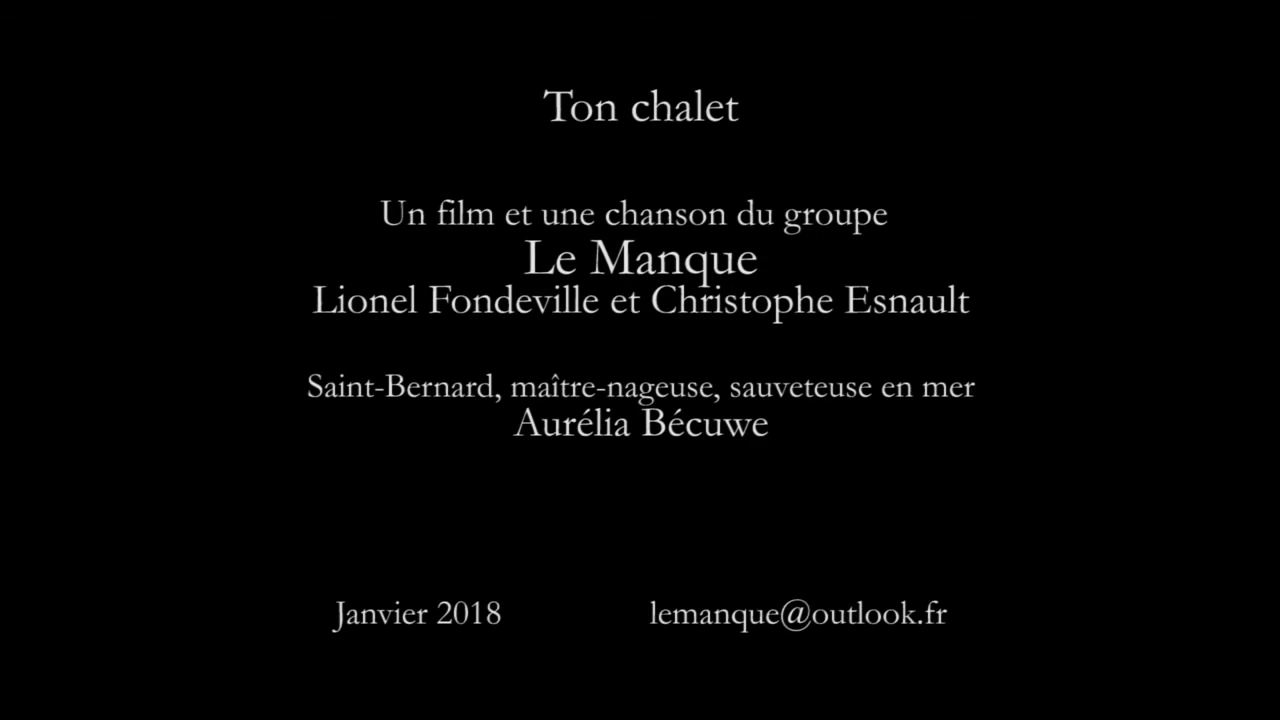 Ton chalet
Un film et une chanson du groupe
Le Manque
Lionel Fondeville et Christophe Esnault
Saint-Bernard, maître-nageuse, sauveteuse en mer
Aurélia Bécuwe
Janvier 2018 lemanque@outlook.fr